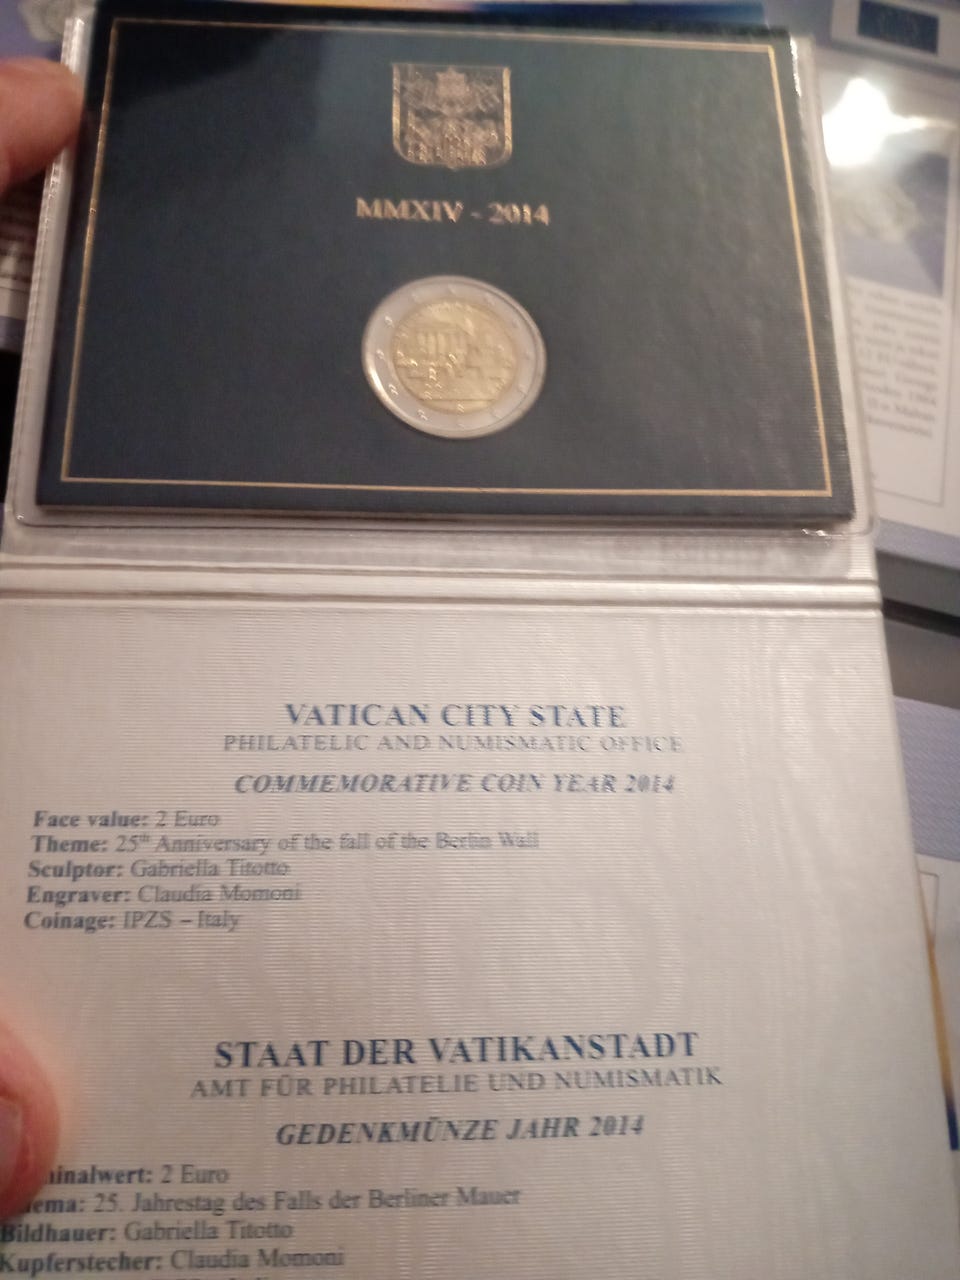 MMXIV - 2014
VATICAN CITY STATE
PHILATELIC AND NUMISMATIC OFFICE
COMMEMORATIVE COIN YEAR 2014
Face value: 2 Euro
Theme: 25th Anniversary of the fall of the Berlin Wall
Sculptor: Gabriella Titotto
Engraver: Claudia Momoni
Coinage: IPZS – Italy
STAAT DER VATIKANSTADT
AMT FÜR PHILATELIE UND NUMISMATIK
GEDENKMÜNZE JAHR 2014
inalwert: 2 Euro
ema: 25. Jahrestag des Falls der Berliner Mauer
Bildhauer: Gabriella Titotto
Kupferstecher: Claudia Momoni